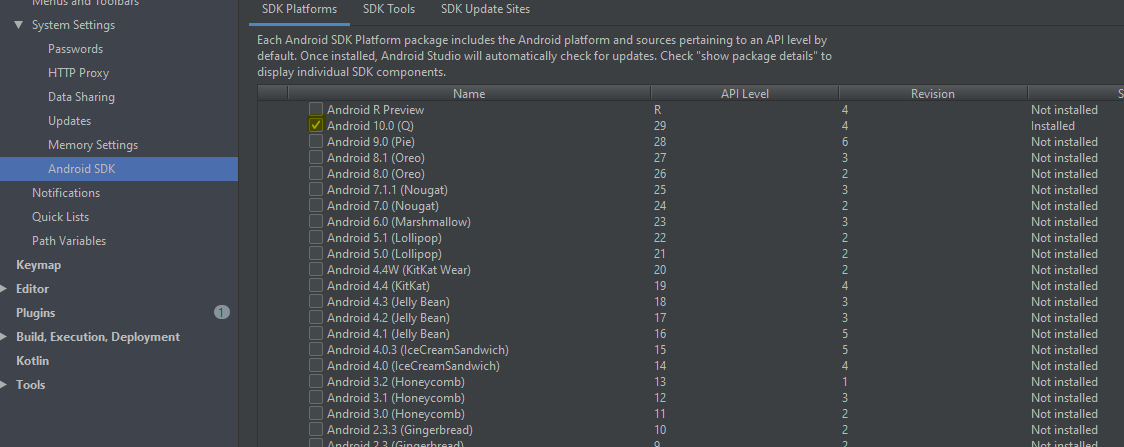 Menus and Toolbars
System Settings
Passwords
HTTP Proxy
Data Sharing
Updates
Memory Settings
Android SDK
Notifications
Quick Lists
Path Variables
Keymap
Editor
Plugins 1
Build, Execution, Deployment
Kotlin
Tools
SDK Platforms SDK Tools SDK Update Sites
Each Android SDK Platform package includes the Android platform and sources pertaining to an API level by
default. Once installed, Android Studio will automatically check for updates. Check "show package details" to
display individual SDK components.
Name API Level Revision S
Android R Preview R 4 Not installed
Android 10.0 (Q) 29 4 Installed
Android 9.0 (Pie) 28 6 Not installed
Android 8.1 (Oreo) 27 3 Not installed
Android 8.0 (Oreo) 26 2 Not installed
Android 7.1.1 (Nougat) 25 3 Not installed
Android 7.0 (Nougat) 24 2 Not installed
Android 6.0 (Marshmallow) 23 3 Not installed
Android 5.1 (Lollipop) 22 2 Not installed
Android 5.0 (Lollipop) 21 2 Not installed
Android 4.4W (KitKat Wear) 20 2 Not installed
Android 4.4 (KitKat) 19 4 Not installed
Android 4.3 (Jelly Bean) 18 3 Not installed
Android 4.2 (Jelly Bean) 17 3 Not installed
Android 4.1 (Jelly Bean) 16 5 Not installed
Android 4.0.3 (IceCreamSandwich) 15 5 Not installed
Android 4.0 (IceCreamSandwich) 14 4 Not installed
Android 3.2 (Honeycomb) 13 1 Not installed
Android 3.1 (Honeycomb) 12 3 Not installed
Android 3.0 (Honeycomb) 11 2 Not installed
Android 2.3.3 (Gingerbread) 10 2 Not installed
Android 2.3 (Gingerbread) 9 2 Not installed